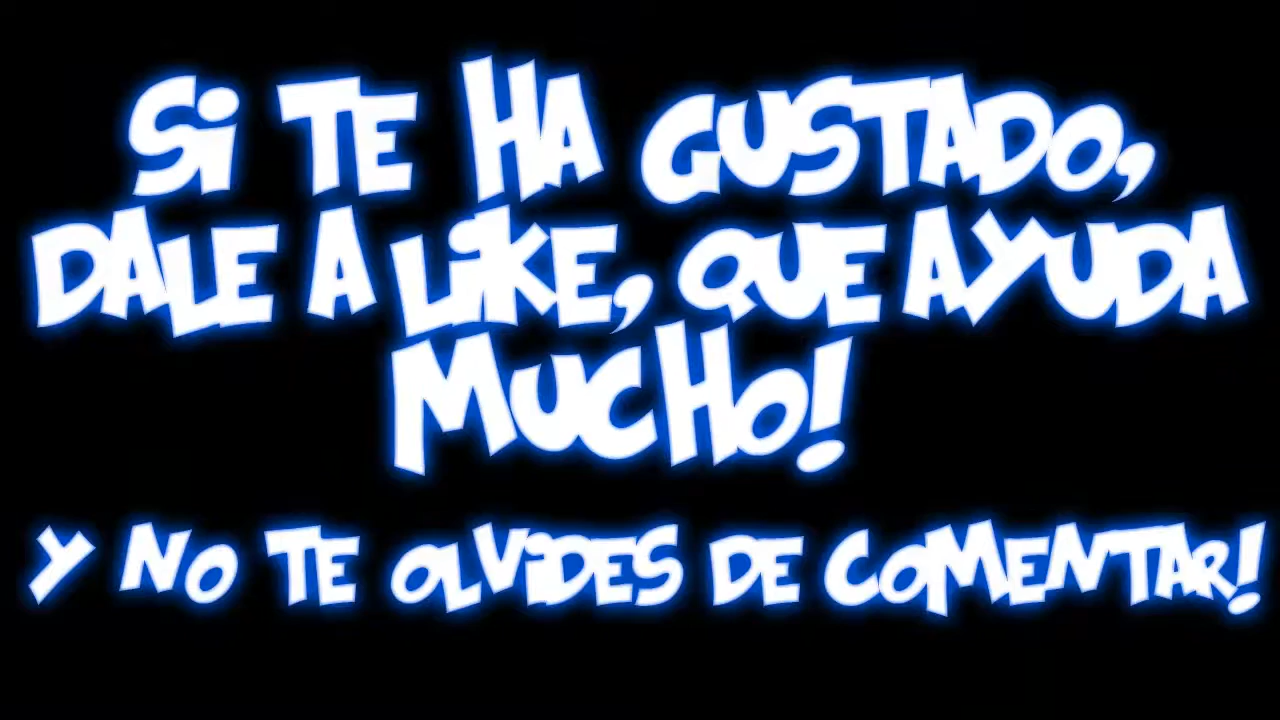 Si TE HA GUSTADO,
DALE A LiKE, QUE AYUDA
MUCHO!
Y NO TE OLViDES DE COMENTAR!